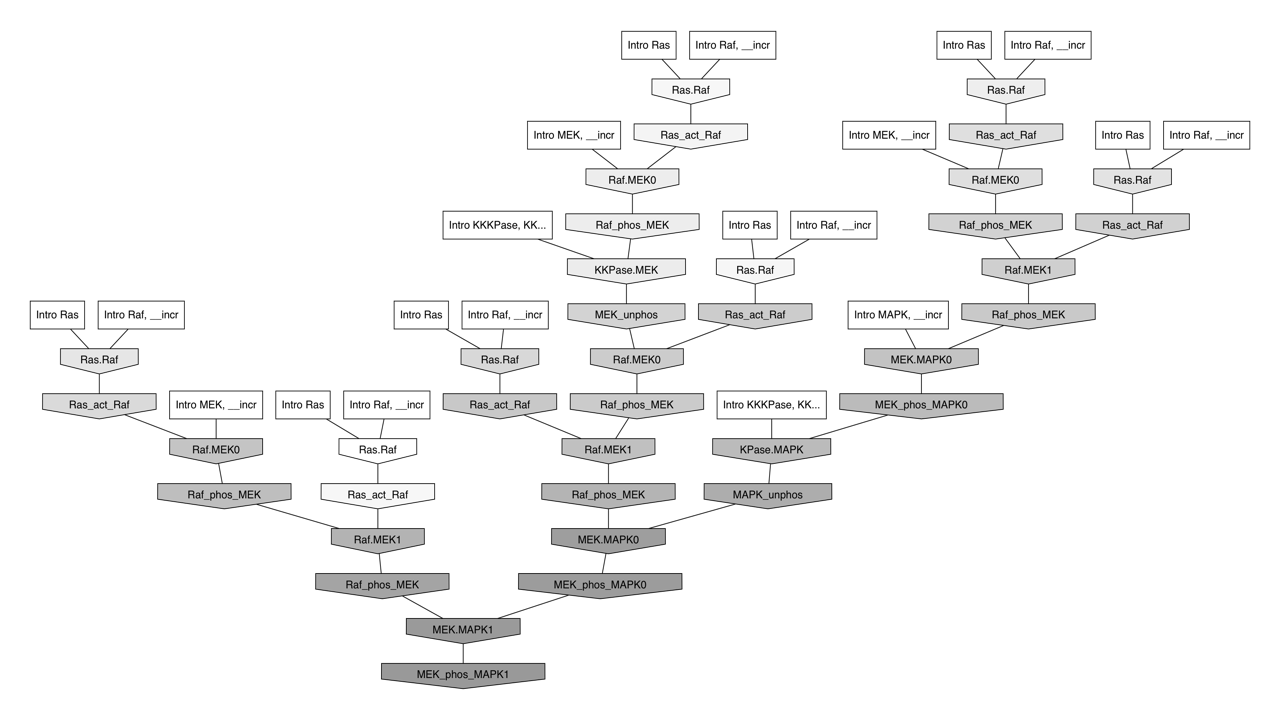 Intro Ras
Intro Raf, __incr
Intro Ras
Intro Raf, __incr
Ras.Raf
Ras.Raf
Intro MEK, __incr
Ras_act_Raf
Intro MEK, __incr
Ras_act_Raf
Intro Ras
Intro Raf, __incr
Raf.MEK0
Raf.MEK0
Ras.Raf
Intro KKKPase, KK...
Raf_phos_MEK
Intro Ras
Intro Raf, __incr
Raf_phos_MEK
Ras_act_Raf
KKPase.MEK
Ras.Raf
Raf.MEK1
Intro Ras
Intro Raf, __incr
Intro Ras
Intro Raf, __incr
MEK_unphos
Ras_act_Raf
Intro MAPK, __incr
Raf_phos_MEK
Ras.Raf
Ras.Raf
Raf.MEK0
MEK.MAPK0
Ras_act_Raf
Intro MEK, __incr
Intro Ras
Intro Raf, __incr
Ras_act_Raf
Raf_phos_MEK
Intro KKKPase, KK...
MEK_phos_MAPK0
Raf.MEK0
Ras.Raf
Raf.MEK1
KPase.MAPK
Raf_phos_MEK
Ras_act_Raf
Raf_phos_MEK
MAPK_unphos
Raf.MEK1
MEK.MAPK0
Raf_phos_MEK
MEK_phos_MAPK0
MEK.MAPK1
MEK_phos_MAPK1